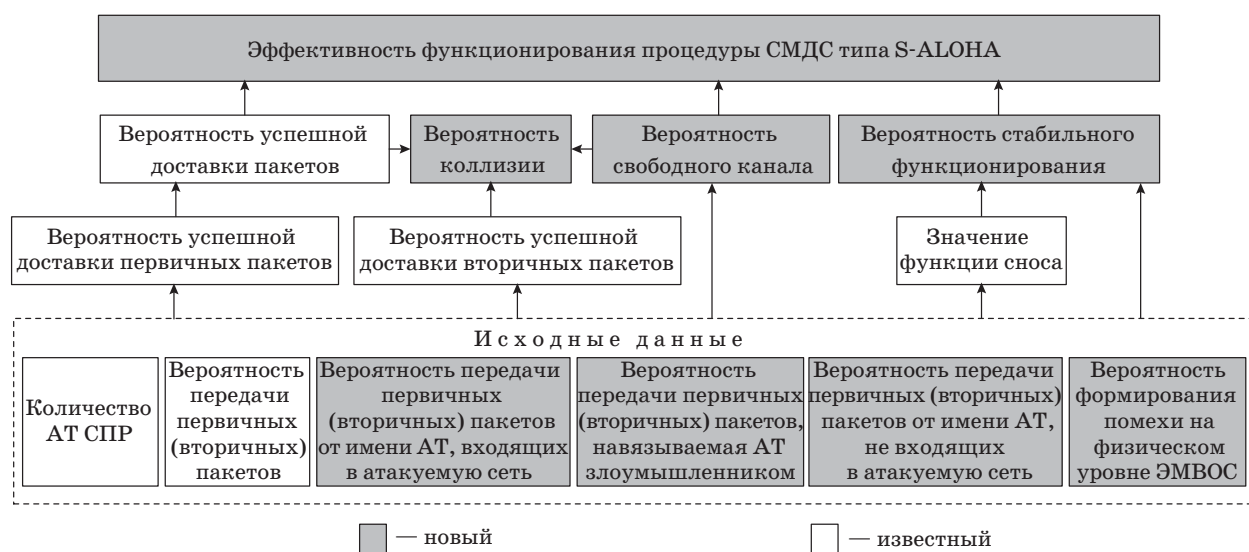 Эффективность функционирования процедуры СМДС типа S-ALOHA
Вероятность успешной
доставки пакетов
Вероятность
коллизии
Вероятность
свободного канала
Вероятность стабильного
функционирования
Вероятность успешной
доставки первичных пакетов
Вероятность успешной
доставки вторичных пакетов
Значение
функции сноса
Исходные данные
Количество
АТ СПР
Вероятность
передачи
первичных
(вторичных)
пакетов
Вероятность передачи
первичных
(вторичных) пакетов
от имени АТ, входящих
в атакуемую сеть
Вероятность
передачи первичных
(вторичных) пакетов,
навязываемая АТ
злоумышленником
Вероятность передачи
первичных (вторичных)
пакетов от имени АТ,
не входящих
в атакуемую сеть
Вероятность
формирования
помехи на
физическом
уровне ЭМВОС
— новый
— известный